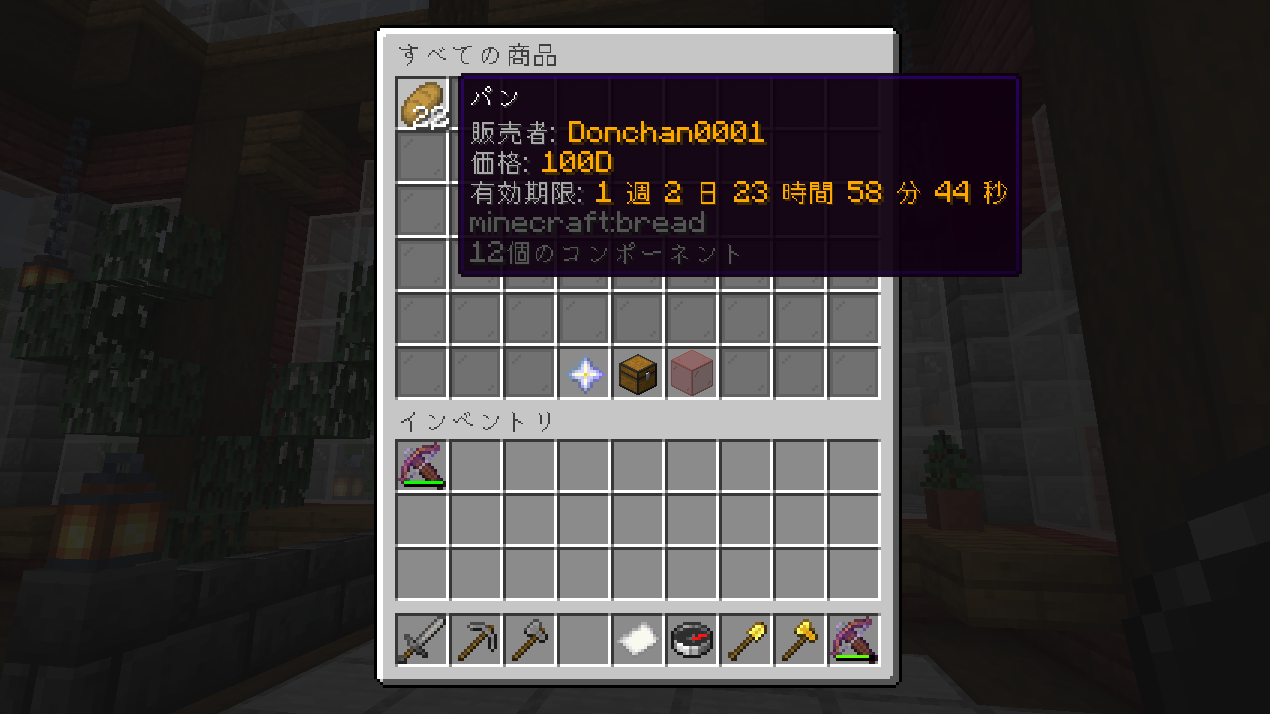 すべての商品
22
パン
販売者: Donchan0001
価格: 100D
有効期限: 1 週 2 日 23 時間 58 分 44 秒
minecraft:bread
12個のコンポーネント
インベントリ